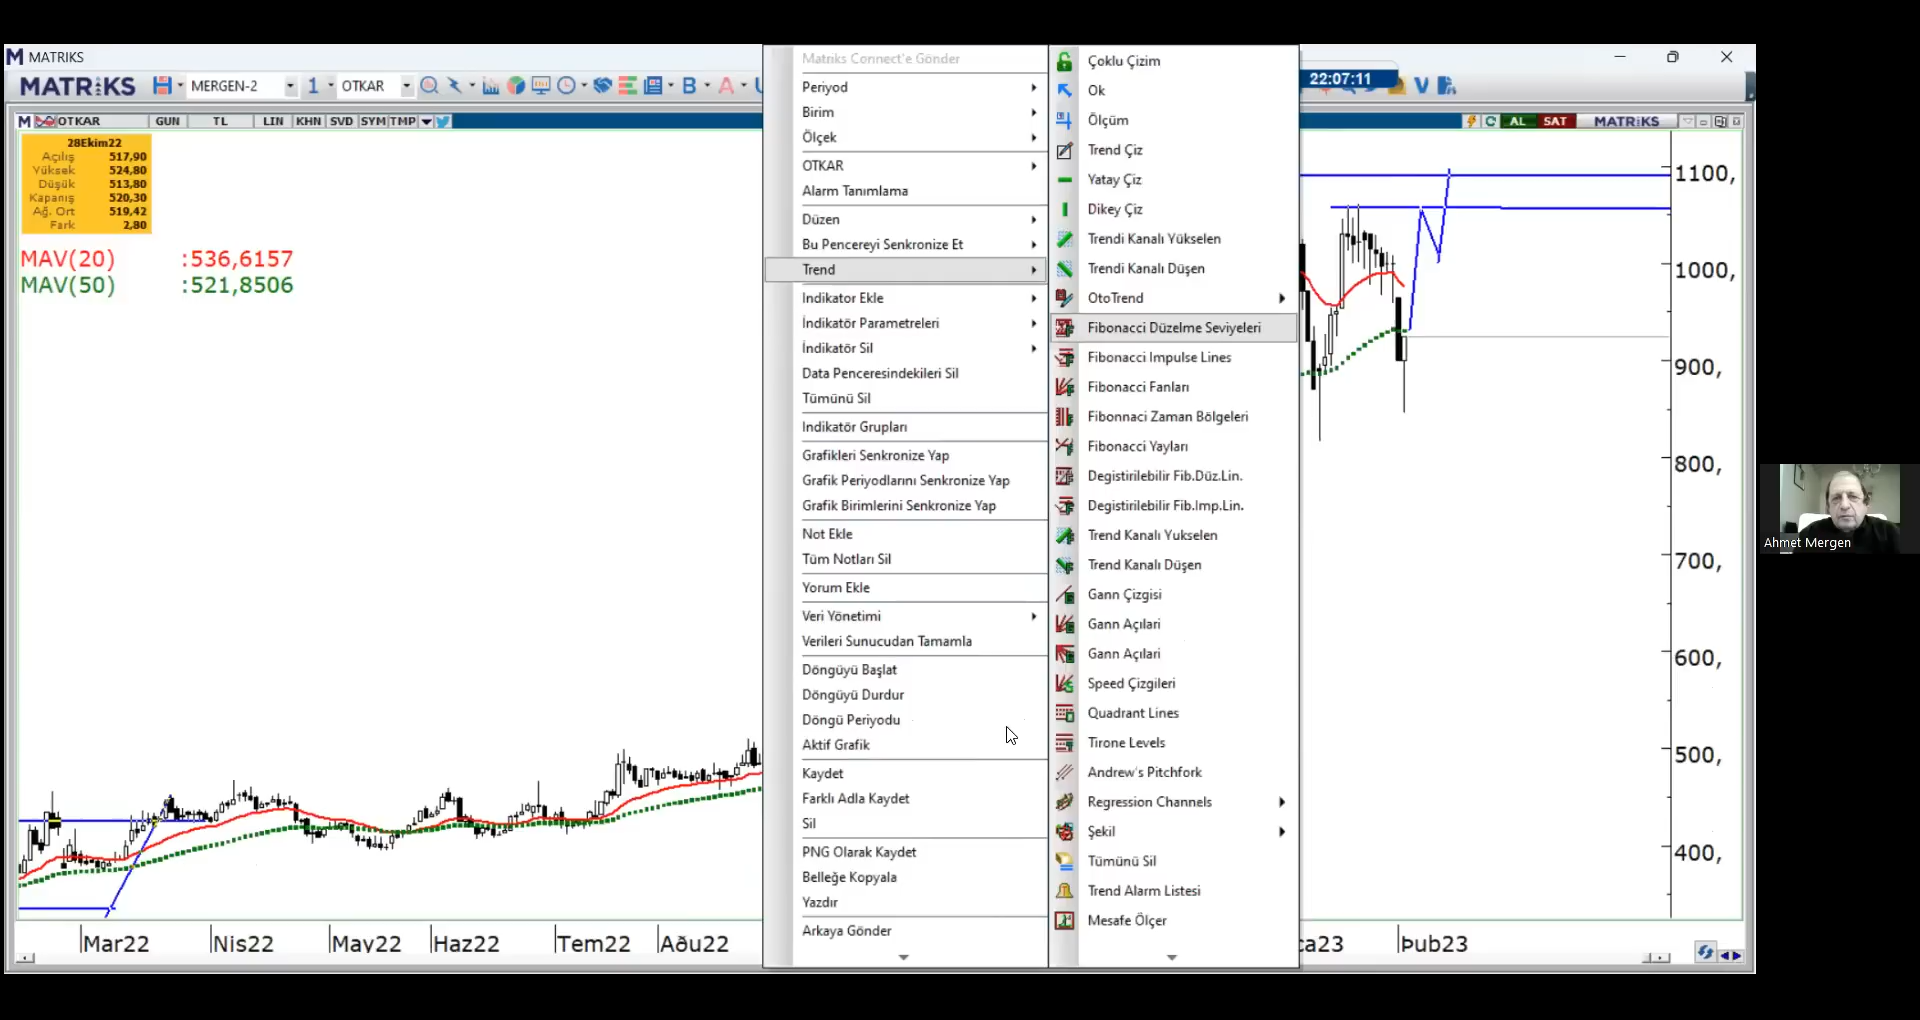 MATRIKS
MATRiKS MERGEN-2 1 OTKAR B A 22:07:11 V
M OTKAR GUN TL LIN KHN SVD SYM TMP AL SAT MATRiKS
28Ekim22
Açılış 517,90
Yüksek 524,80
Düşük 513,80
Kapanış 520,30
Ağ. Ort 519,42
Fark 2,80
MAV(20) :536,6157
MAV(50) :521,8506
Matriks Connect'e Gönder
Periyod
Birim
Ölçek
OTKAR
Alarm Tanımlama
Düzen
Bu Pencereyi Senkronize Et
Trend
Indikator Ekle
İndikatör Parametreleri
İndikatör Sil
Data Penceresindekileri Sil
Tümünü Sil
Indikatör Grupları
Grafikleri Senkronize Yap
Grafik Periyodlarını Senkronize Yap
Grafik Birimlerini Senkronize Yap
Not Ekle
Tüm Notları Sil
Yorum Ekle
Veri Yönetimi
Verileri Sunucudan Tamamla
Döngüyü Başlat
Döngüyü Durdur
Döngü Periyodu
Aktif Grafik
Kaydet
Farklı Adla Kaydet
Sil
PNG Olarak Kaydet
Belleğe Kopyala
Yazdır
Arkaya Gönder
Çoklu Çizim
Ok
Ölçüm
Trend Çiz
Yatay Çiz
Dikey Çiz
Trendi Kanalı Yükselen
Trendi Kanalı Düşen
OtoTrend
Fibonacci Düzelme Seviyeleri
Fibonacci Impulse Lines
Fibonacci Fanları
Fibonnaci Zaman Bölgeleri
Fibonacci Yayları
Degistirilebilir Fib.Düz.Lin.
Degistirilebilir Fib.Imp.Lin.
Trend Kanalı Yukselen
Trend Kanalı Düşen
Gann Çizgisi
Gann Açılari
Gann Açılari
Speed Çizgileri
Quadrant Lines
Tirone Levels
Andrew's Pitchfork
Regression Channels
Şekil
Tümünü Sil
Trend Alarm Listesi
Mesafe Ölçer
1100,
1000,
900,
800,
700,
600,
500,
400,
Mar22 Nis22 May22 Haz22 Tem22 Aðu22 ca23 Þub23
Ahmet Mergen